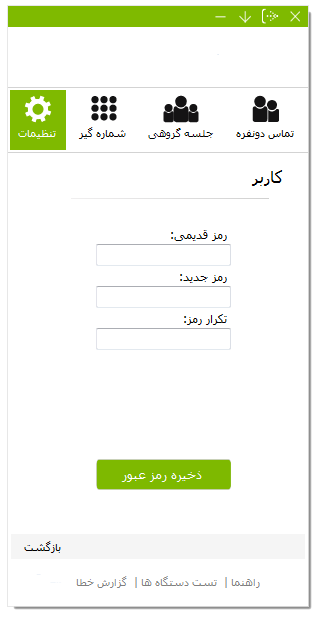 تماس دونفره جلسه گروهی شماره گیر تنظیمات
کاربر
رمز قدیمی:
رمز جدید:
تکرار رمز:
ذخیره رمز عبور
بازگشت
راهنما | تست دستگاه ها | گزارش خطا